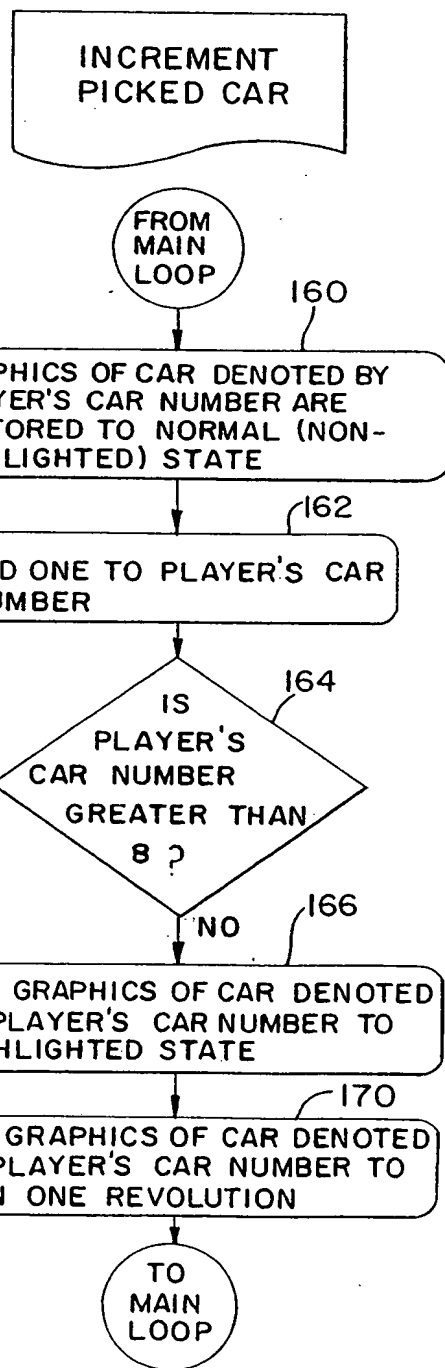 INCREMENT
PICKED CAR
FROM
MAIN
LOOP
160
PHICS OF CAR DENOTED BY
YER'S CAR NUMBER ARE
TORED TO NORMAL (NON-
HLIGHTED) STATE
162
D ONE TO PLAYER'S CAR
UMBER
164
IS
PLAYER'S
CAR NUMBER
GREATER THAN
8 ?
NO
166
GRAPHICS OF CAR DENOTED
PLAYER'S CAR NUMBER TO
HLIGHTED STATE
170
GRAPHICS OF CAR DENOTED
PLAYER'S CAR NUMBER TO
ONE REVOLUTION
TO
MAIN
LOOP